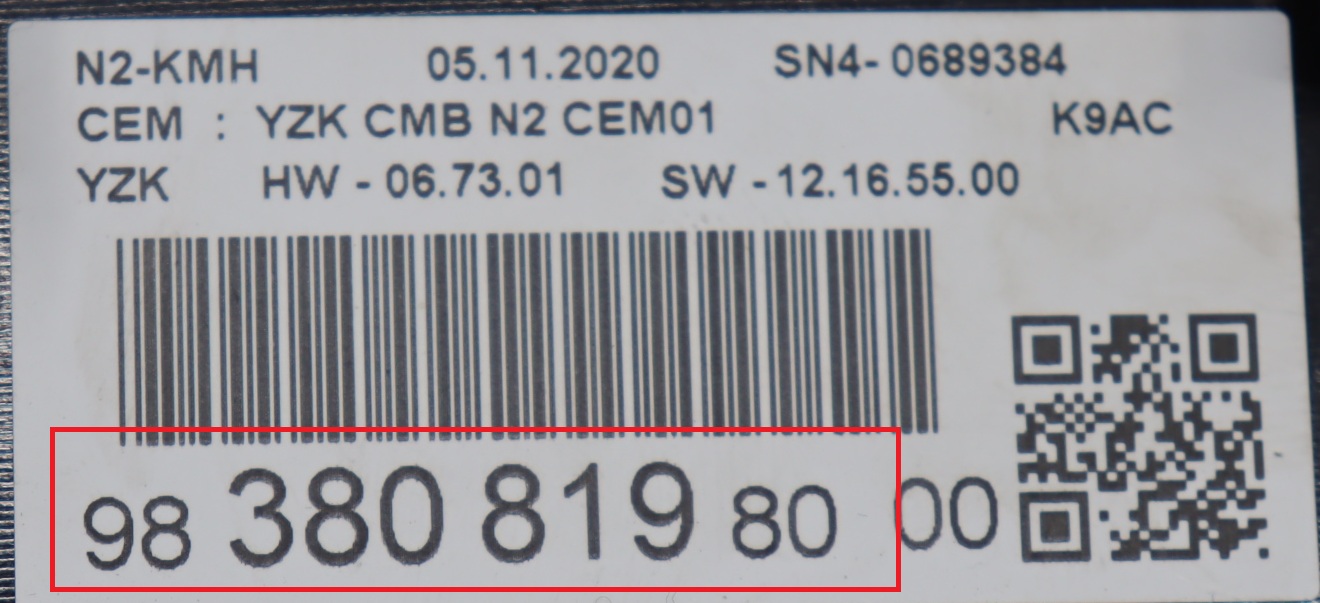 N2-KMH 05.11.2020 SN4- 0689384
CEM : YZK CMB N2 CEM01 K9AC
YZK HW - 06.73.01 SW - 12.16.55.00
98 380 819 80 00